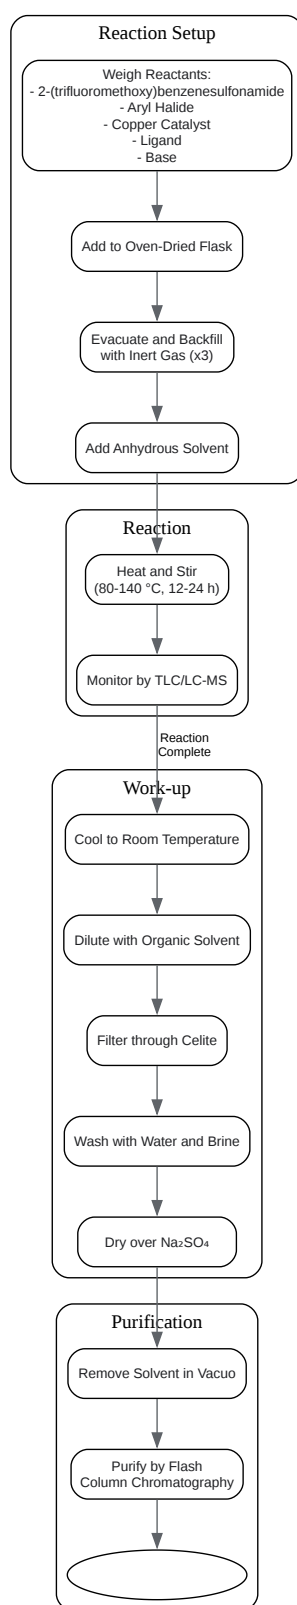 Reaction Setup
Weigh Reactants:
- 2-(trifluoromethoxy)benzenesulfonamide
- Aryl Halide
- Copper Catalyst
- Ligand
- Base
Add to Oven-Dried Flask
Evacuate and Backfill
with Inert Gas (x3)
Add Anhydrous Solvent
Reaction
Heat and Stir
(80-140 °C, 12-24 h)
Monitor by TLC/LC-MS
Reaction
Complete
Work-up
Cool to Room Temperature
Dilute with Organic Solvent
Filter through Celite
Wash with Water and Brine
Dry over Na₂SO₄
Purification
Remove Solvent in Vacuo
Purify by Flash
Column Chromatography